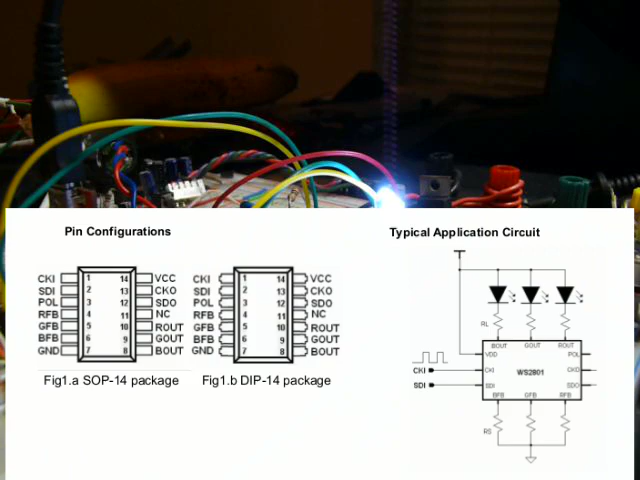 Pin Configurations
Typical Application Circuit
CKI 1 14 VCC
SDI 2 13 CKO
POL 3 12 SDO
RFB 4 11 NC
GFB 5 10 ROUT
BFB 6 9 GOUT
GND 7 8 BOUT
Fig1.a SOP-14 package
CKI 1 14 VCC
SDI 2 13 CKO
POL 3 12 SDO
RFB 4 11 NC
GFB 5 10 ROUT
BFB 6 9 GOUT
GND 7 8 BOUT
Fig1.b DIP-14 package
RL
BOUT GOUT ROUT
VDD POL
CKI CKI WS2801 CKO
SDI SDI SDO
BFB GFB RFB
RS